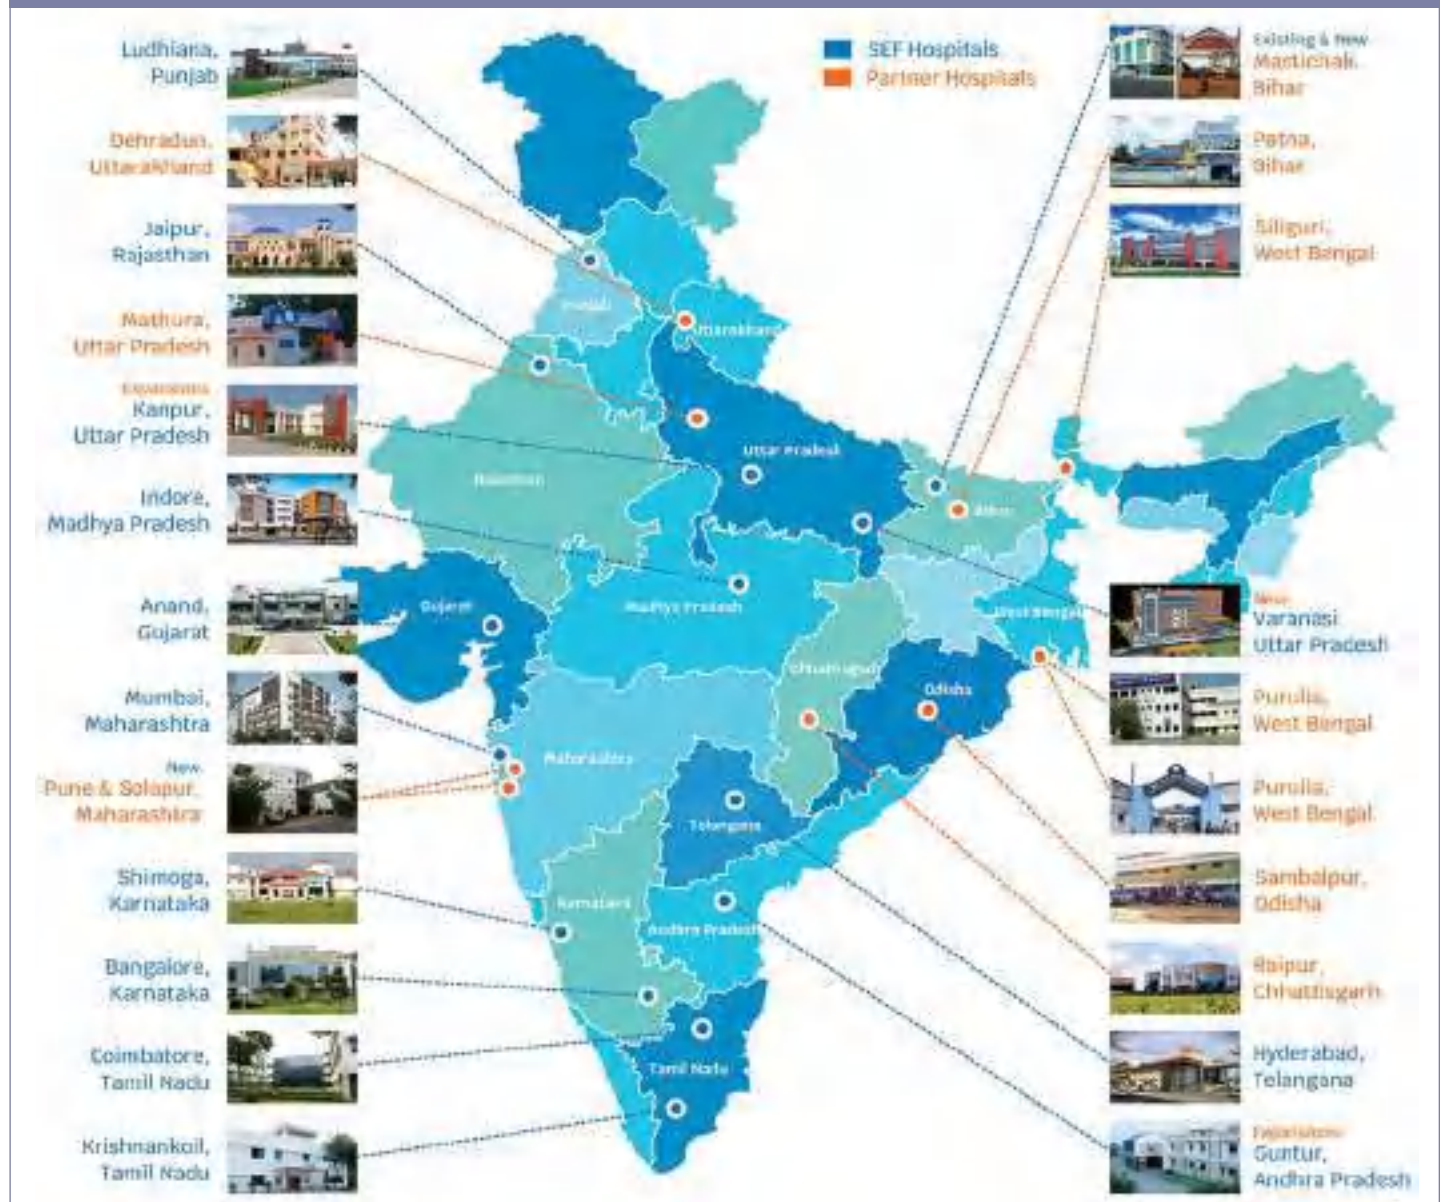 Ludhiana,
Punjab
Dehradun,
Uttarakhand
Jaipur,
Rajasthan
Mathura,
Uttar Pradesh
Expansions
Kanpur,
Uttar Pradesh
Indore,
Madhya Pradesh
Anand,
Gujarat
Mumbai,
Maharashtra
New
Pune & Solapur,
Maharashtra
Shimoga,
Karnataka
Bangalore,
Karnataka
Coimbatore,
Tamil Nadu
Krishnankoil,
Tamil Nadu
SEF Hospitals
Partner Hospitals
Punjab
Uttarakhand
Uttar Pradesh
Rajasthan
Bihar
Gujarat
Madhya Pradesh
West Bengal
Chhattisgarh
Odisha
Maharashtra
Telangana
Karnataka
Andhra Pradesh
Tamil Nadu
Existing & New
Mastichak,
Bihar
Patna,
Bihar
Siliguri,
West Bengal
New
Varanasi
Uttar Pradesh
Purulia,
West Bengal
Purulia,
West Bengal
Sambalpur,
Odisha
Raipur,
Chhattisgarh
Hyderabad,
Telangana
Expansions
Guntur,
Andhra Pradesh